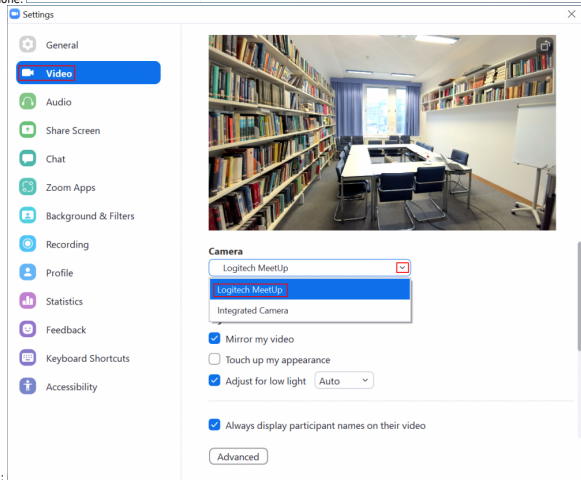 one.
Settings
General
Video
Audio
Share Screen
Chat
Zoom Apps
Background & Filters
Recording
Profile
Statistics
Feedback
Keyboard Shortcuts
Accessibility
Camera
Logitech MeetUp
Logitech MeetUp
Integrated Camera
Mirror my video
Touch up my appearance
Adjust for low light Auto
Always display participant names on their video
Advanced
: